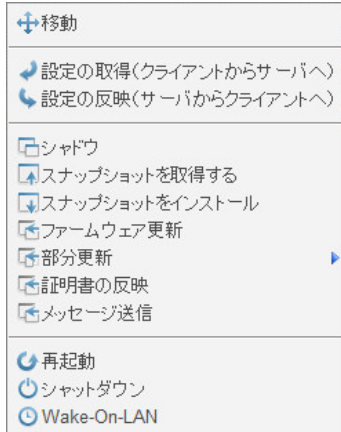 移動
設定の取得(クライアントからサーバへ)
設定の反映(サーバからクライアントへ)
シャドウ
スナップショットを取得する
スナップショットをインストール
ファームウェア更新
部分更新
証明書の反映
メッセージ送信
再起動
シャットダウン
Wake-On-LAN